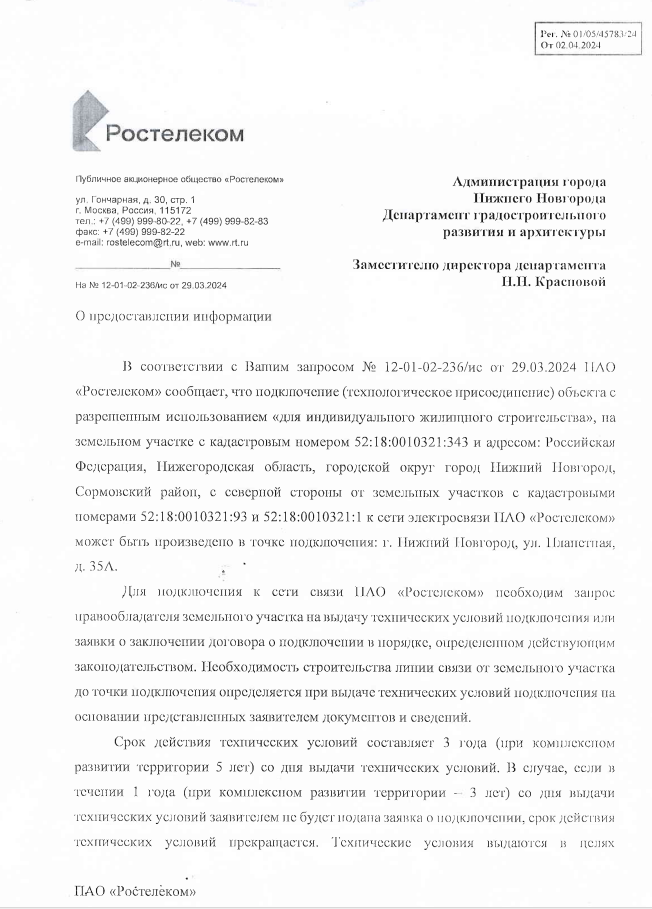 Рег. № 01/05/45783/24
От 02.04.2024
Ростелеком
Публичное акционерное общество «Ростелеком»
ул. Гончарная, д. 30, стр. 1
г. Москва, Россия, 115172
тел.: +7 (499) 999-80-22, +7 (499) 999-82-83
факс: +7 (499) 999-82-22
e-mail: rostelecom@rt.ru, web: www.rt.ru
____________________№______________________
На № 12-01-02-236/ис от 29.03.2024
Администрация города
Нижнего Новгорода
Департамент градостроительного
развития и архитектуры
Заместителю директора департамента
Н.Н. Красновой
О предоставлении информации
В соответствии с Вашим запросом № 12-01-02-236/ис от 29.03.2024 ПАО
«Ростелеком» сообщает, что подключение (технологическое присоединение) объекта с
разрешенным использованием «для индивидуального жилищного строительства», на
земельном участке с кадастровым номером 52:18:0010321:343 и адресом: Российская
Федерация, Нижегородская область, городской округ город Нижний Новгород,
Сормовский район, с северной стороны от земельных участков с кадастровыми
номерами 52:18:0010321:93 и 52:18:0010321:1 к сети электросвязи ПАО «Ростелеком»
может быть произведено в точке подключения: г. Нижний Новгород, ул. Планетная,
д. 35А.
Для подключения к сети связи ПАО «Ростелеком» необходим запрос
правообладателя земельного участка на выдачу технических условий подключения или
заявки о заключении договора о подключении в порядке, определенном действующим
законодательством. Необходимость строительства линии связи от земельного участка
до точки подключения определяется при выдаче технических условий подключения на
основании представленных заявителем документов и сведений.
Срок действия технических условий составляет 3 года (при комплексном
развитии территории 5 лет) со дня выдачи технических условий. В случае, если в
течении 1 года (при комплексном развитии территории – 3 лет) со дня выдачи
технических условий заявителем не будет подана заявка о подключении, срок действия
технических условий прекращается. Технические условия выдаются в целях
ПАО «Ростелеком»